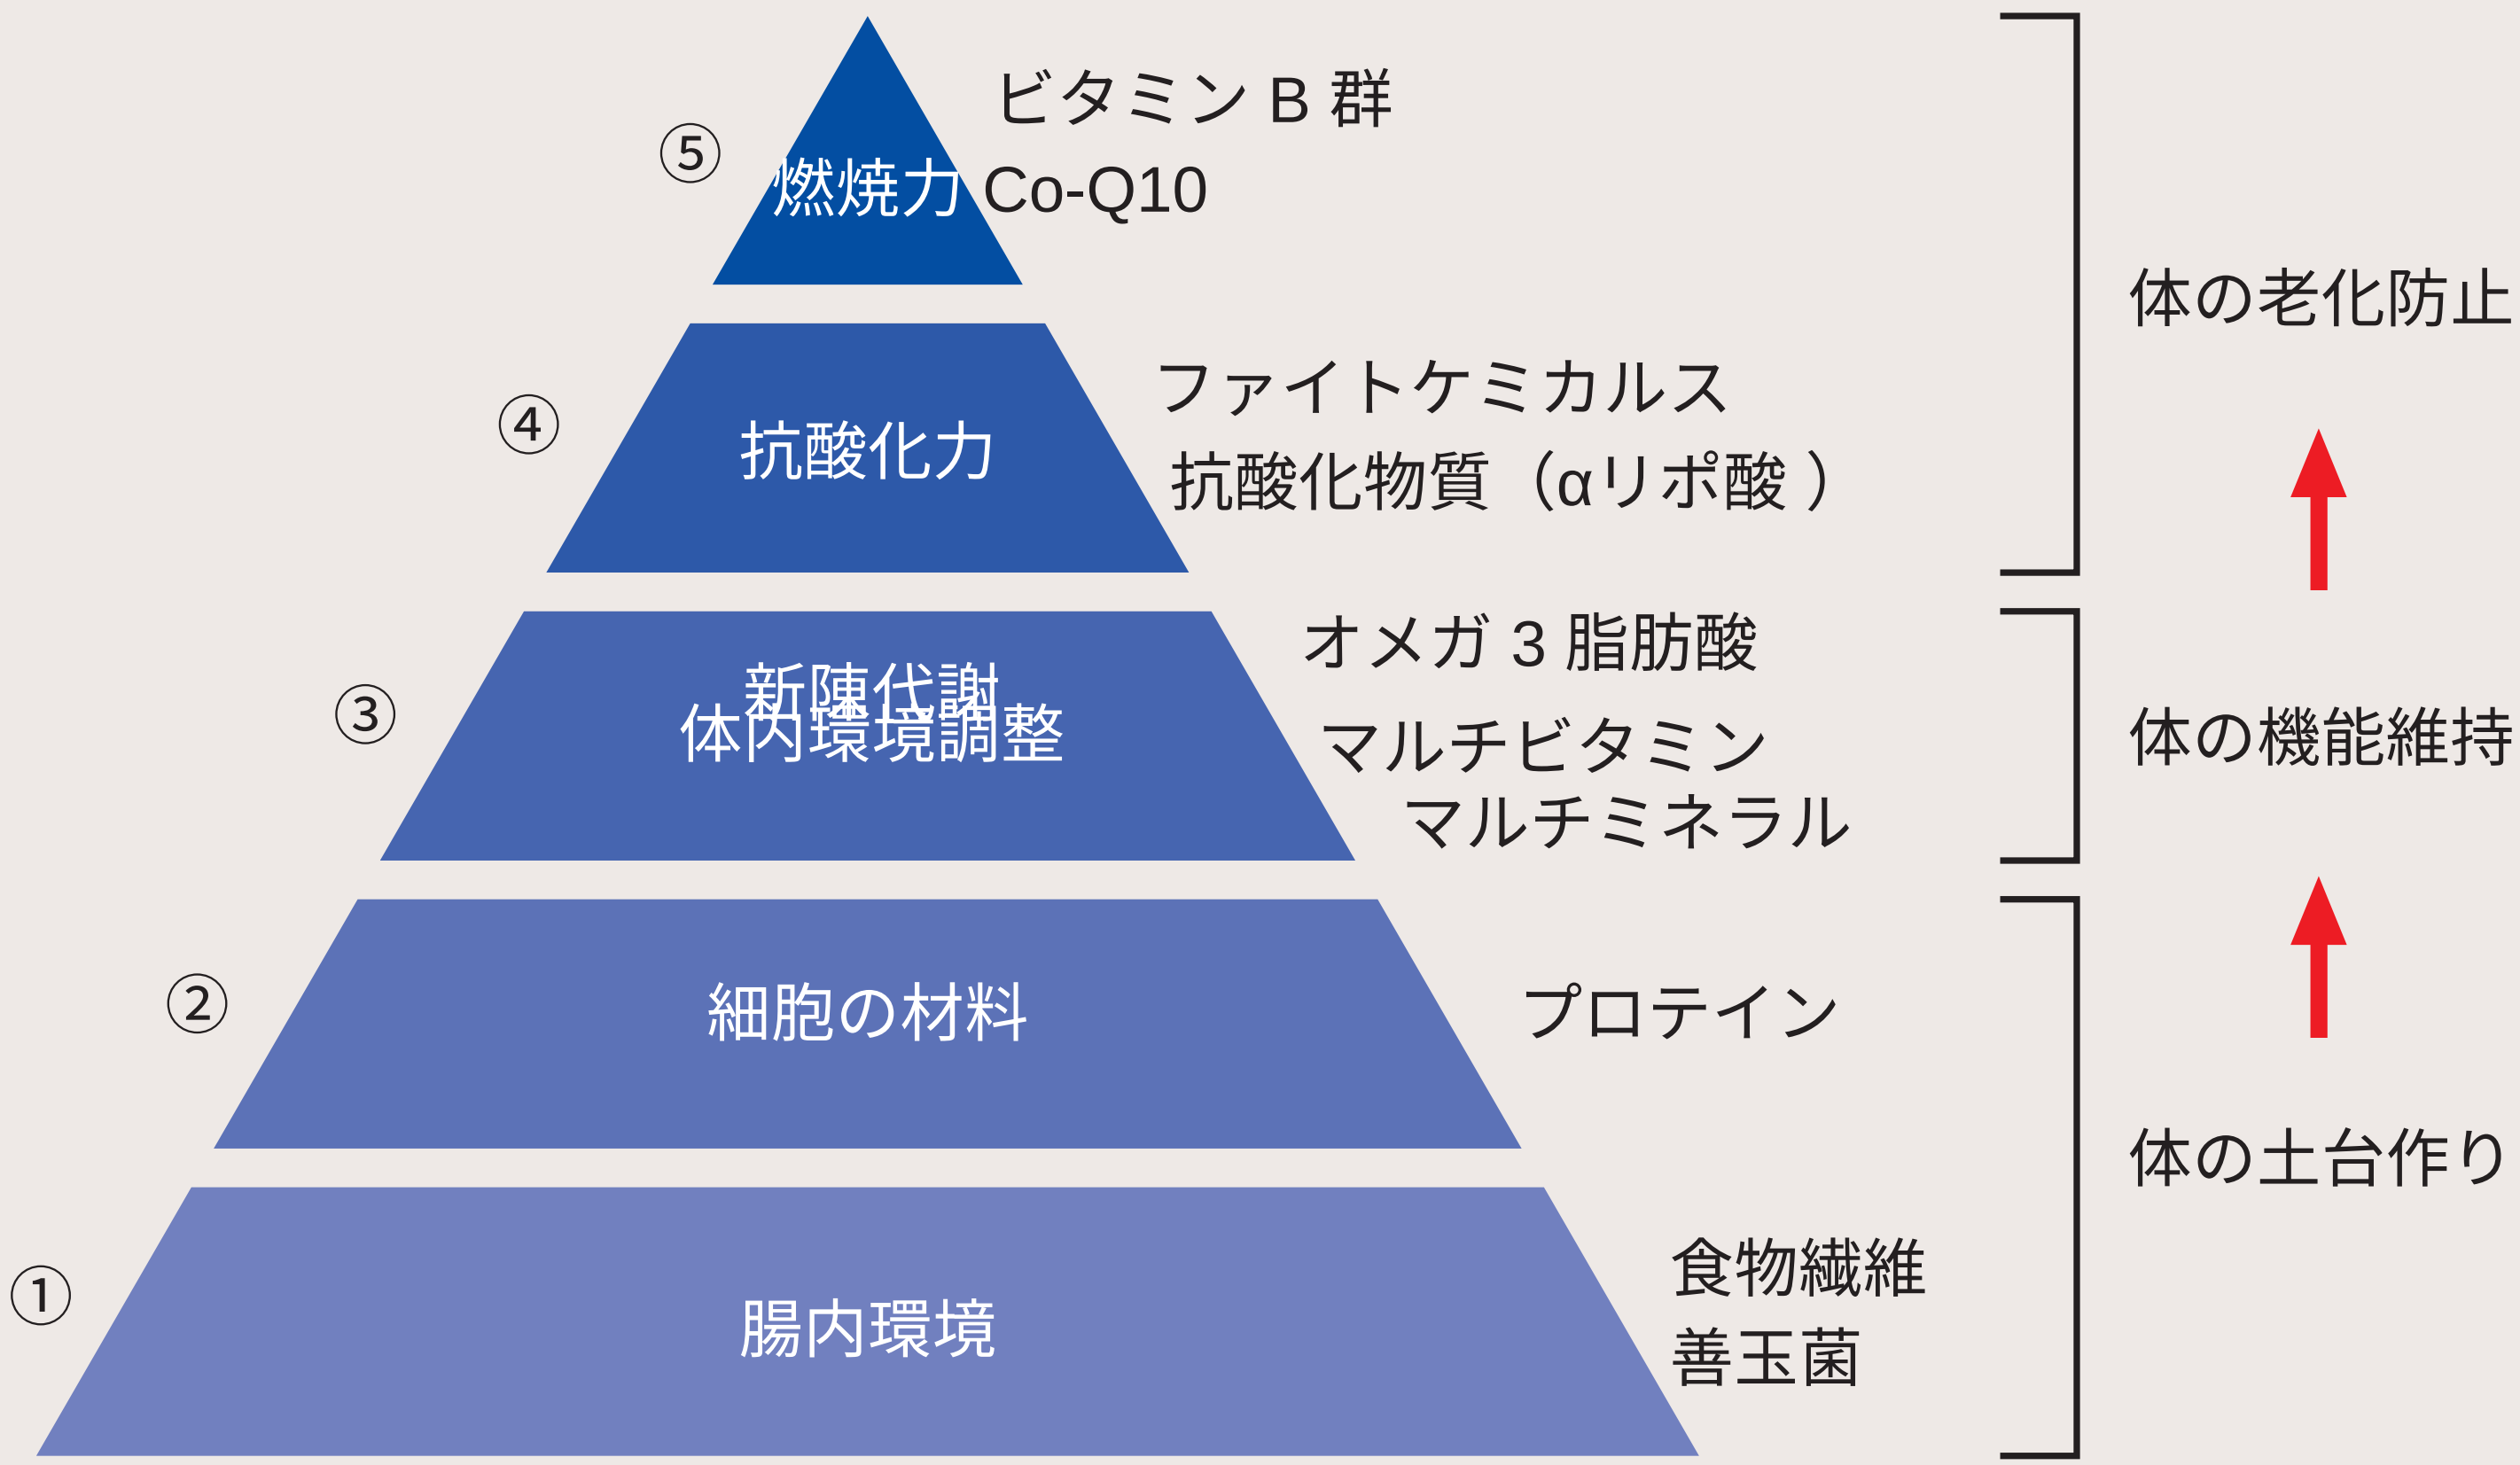 ⑤
燃焼力
ビタミン B 群
Co-Q10
体の老化防止
④
抗酸化力
ファイトケミカルス
抗酸化物質（αリポ酸 ）
③
新陳代謝
体内環境調整
オメガ 3 脂肪酸
マルチビタミン
マルチミネラル
体の機能維持
②
細胞の材料
プロテイン
体の土台作り
①
腸内環境
食物繊維
善玉菌